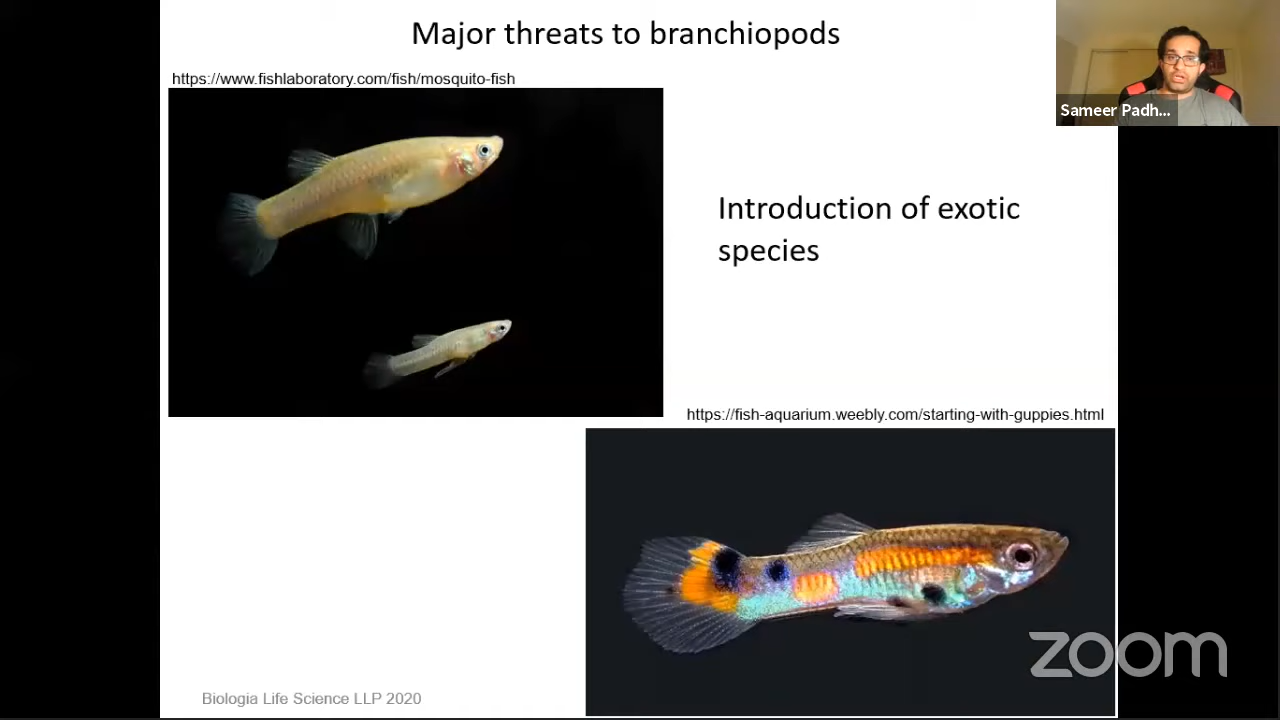 Major threats to branchiopods
https://www.fishlaboratory.com/fish/mosquito-fish
Sameer Padh...
Introduction of exotic
species
https://fish-aquarium.weebly.com/starting-with-guppies.html
zoom
Biologia Life Science LLP 2020